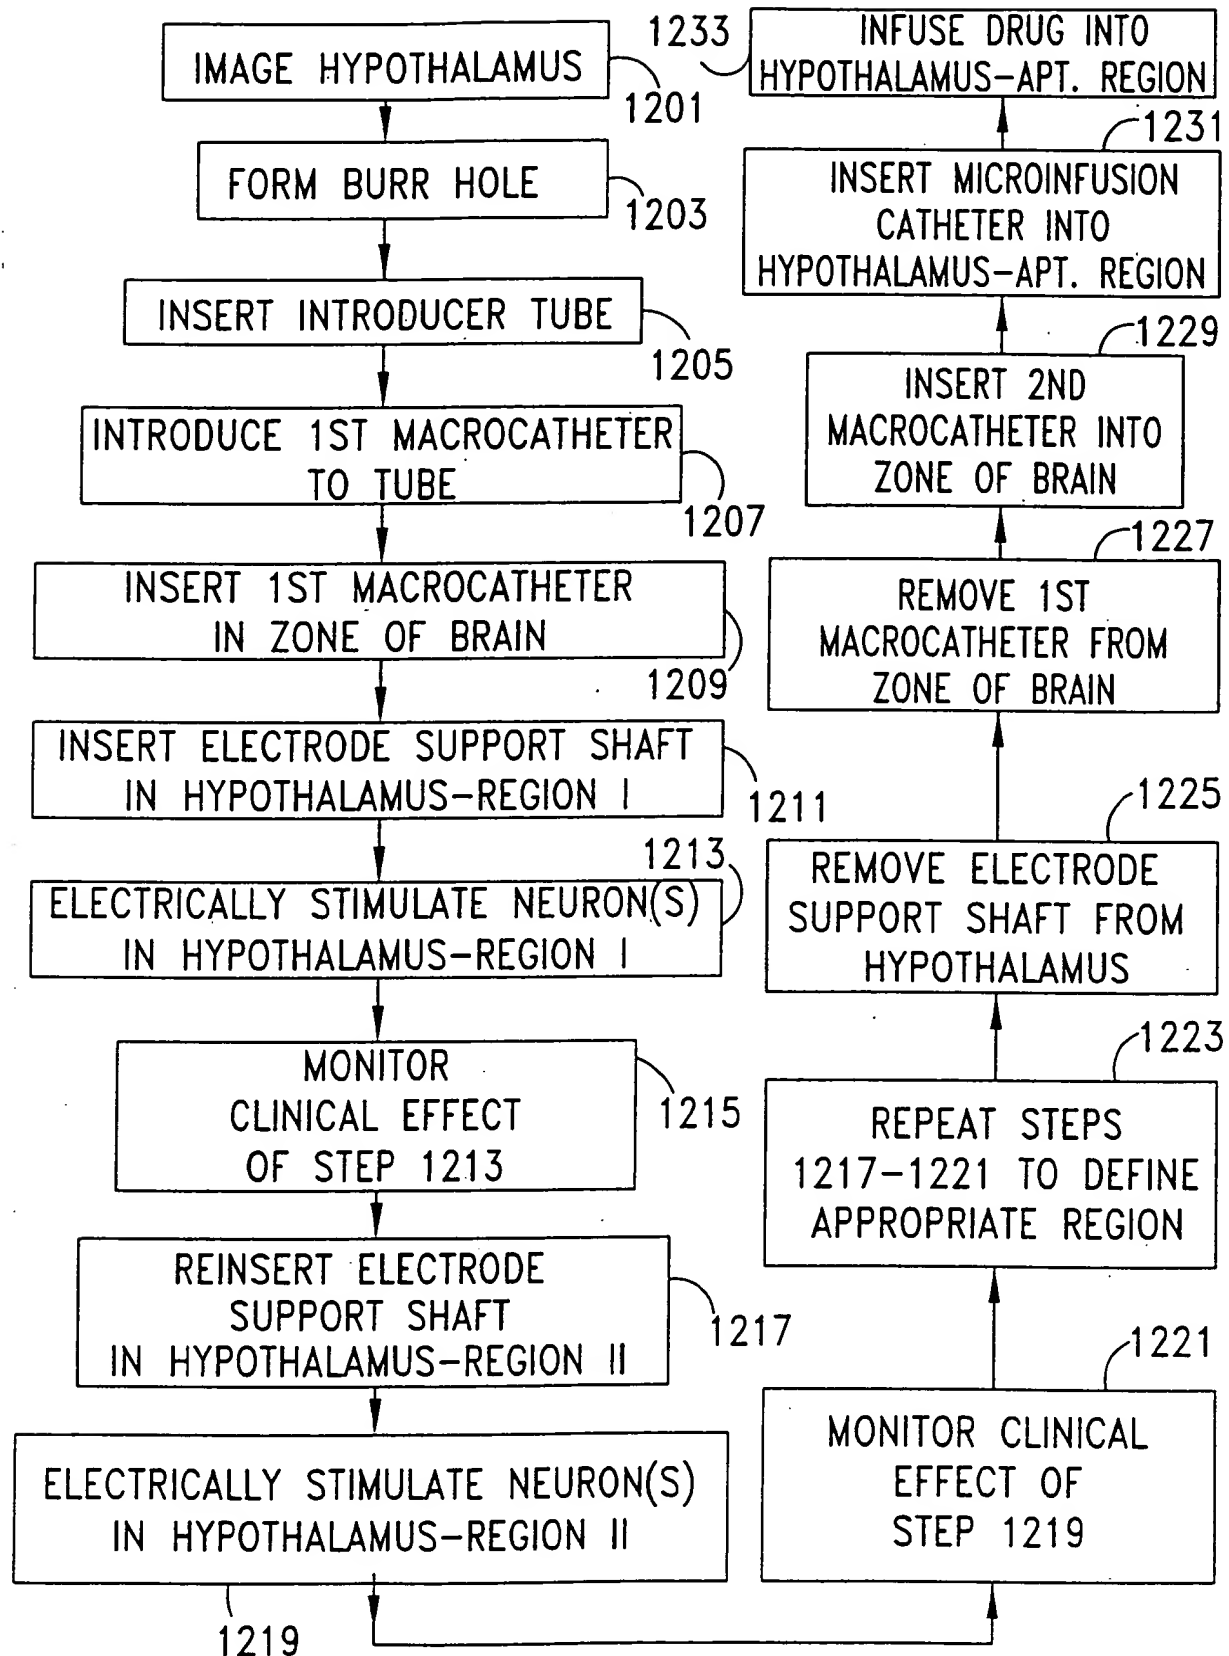 IMAGE HYPOTHALAMUS
1201
FORM BURR HOLE
1203
INSERT INTRODUCER TUBE
1205
INTRODUCE 1ST MACROCATHETER
TO TUBE
1207
INSERT 1ST MACROCATHETER
IN ZONE OF BRAIN
1209
INSERT ELECTRODE SUPPORT SHAFT
IN HYPOTHALAMUS-REGION I
1211
1213
ELECTRICALLY STIMULATE NEURON(S)
IN HYPOTHALAMUS-REGION I
MONITOR
CLINICAL EFFECT
OF STEP 1213
1215
REINSERT ELECTRODE
SUPPORT SHAFT
IN HYPOTHALAMUS-REGION II
1217
ELECTRICALLY STIMULATE NEURON(S)
IN HYPOTHALAMUS-REGION II
1219
1221
MONITOR CLINICAL
EFFECT OF
STEP 1219
1223
REPEAT STEPS
1217-1221 TO DEFINE
APPROPRIATE REGION
1225
REMOVE ELECTRODE
SUPPORT SHAFT FROM
HYPOTHALAMUS
1227
REMOVE 1ST
MACROCATHETER FROM
ZONE OF BRAIN
1229
INSERT 2ND
MACROCATHETER INTO
ZONE OF BRAIN
1231
INSERT MICROINFUSION
CATHETER INTO
HYPOTHALAMUS-APT. REGION
1233
INFUSE DRUG INTO
HYPOTHALAMUS-APT. REGION